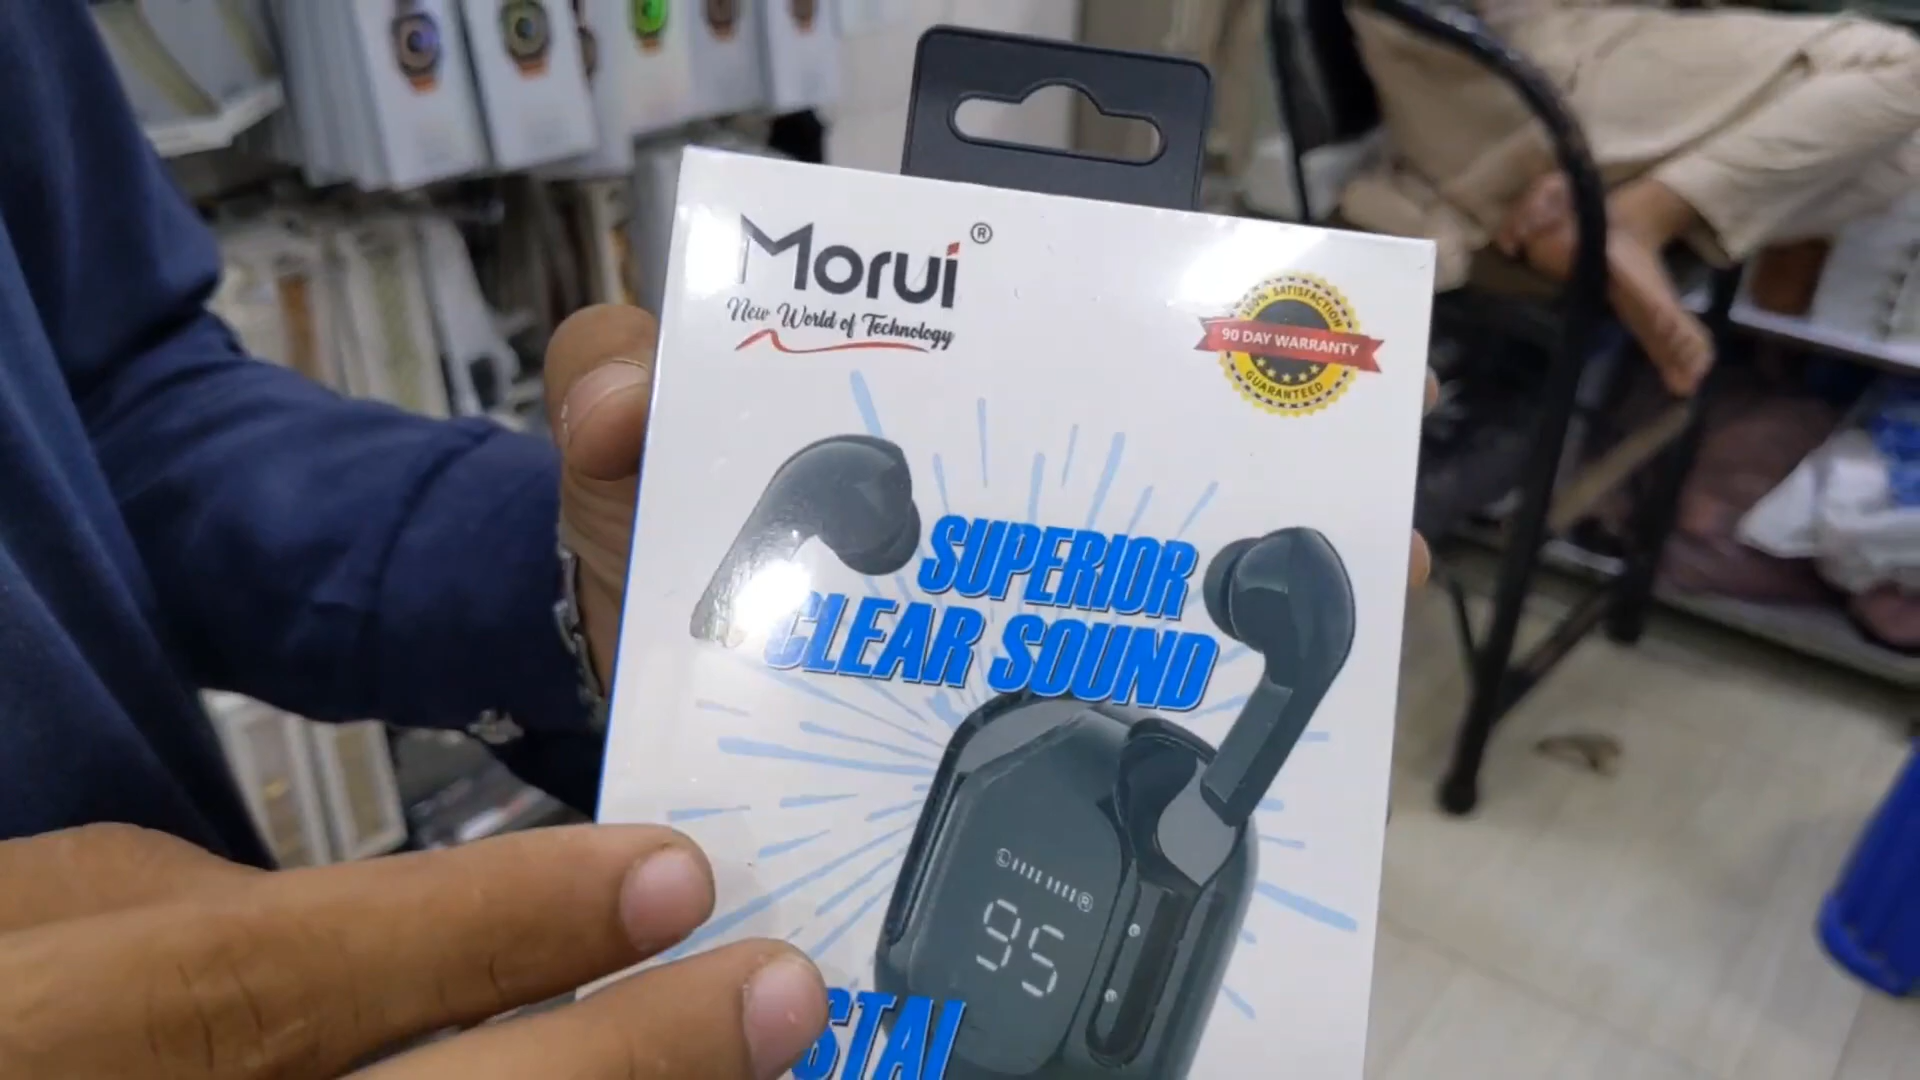 Morui®
New World of Technology
100% SATISFACTION
90 DAY WARRANTY
GUARANTEED
SUPERIOR
CLEAR SOUND
L R
95